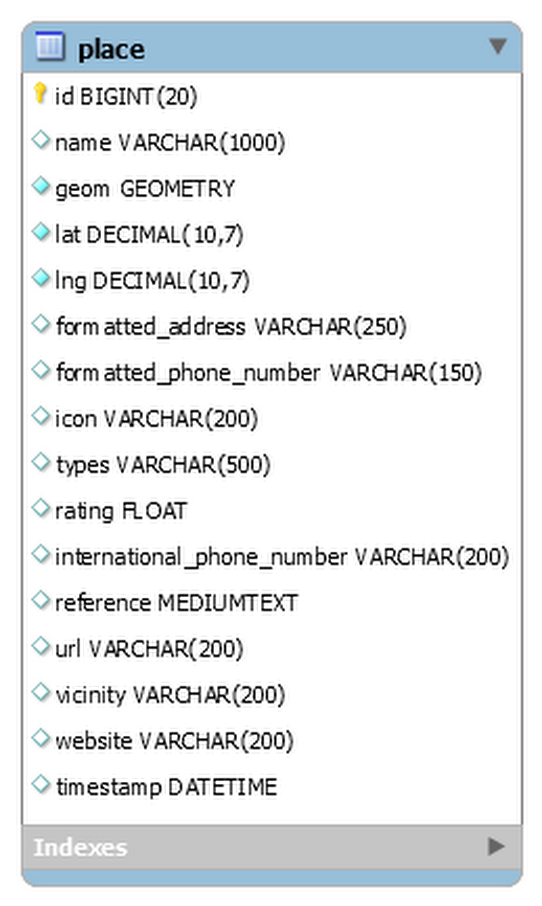 place
id BIGINT(20)
name VARCHAR(1000)
geom GEOMETRY
lat DECIMAL(10,7)
lng DECIMAL(10,7)
formatted_address VARCHAR(250)
formatted_phone_number VARCHAR(150)
icon VARCHAR(200)
types VARCHAR(500)
rating FLOAT
international_phone_number VARCHAR(200)
reference MEDIUMTEXT
url VARCHAR(200)
vicinity VARCHAR(200)
website VARCHAR(200)
timestamp DATETIME
Indexes